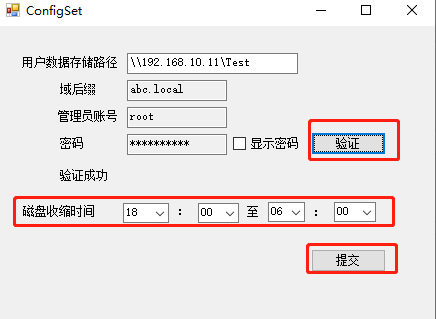 ConfigSet
用户数据存储路径 \\192.168.10.11\Test
域后缀 abc.local
管理员账号 root
密码 ********** 显示密码 验证
验证成功
磁盘收缩时间 18 : 00 至 06 : 00
提交